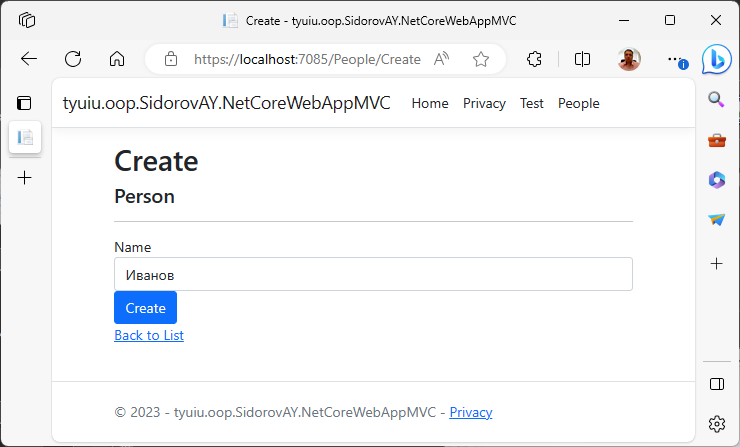 Create - tyuiu.oop.SidorovAY.NetCoreWebAppMVC
https://localhost:7085/People/Create
tyuiu.oop.SidorovAY.NetCoreWebAppMVC Home Privacy Test People
Create
Person
Name
Иванов
Create
Back to List
© 2023 - tyuiu.oop.SidorovAY.NetCoreWebAppMVC - Privacy